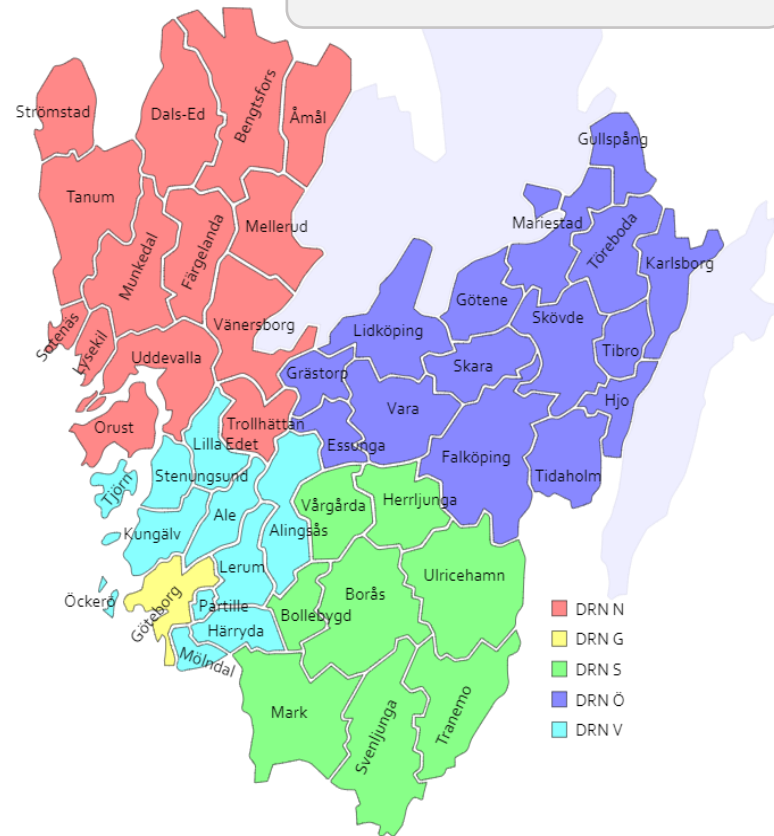 Strömstad
Dals-Ed
Bengtsfors
Åmål
Tanum
Munkedal
Färgelanda
Mellerud
Gullspång
Mariestad
Töreboda
Karlsborg
Sotenäs
Lysekil
Uddevalla
Vänersborg
Lidköping
Götene
Skövde
Tibro
Grästorp
Skara
Hjo
Orust
Trollhättan
Vara
Lilla Edet
Essunga
Falköping
Tidaholm
Tjörn
Stenungsund
Vårgårda
Herrljunga
Kungälv
Ale
Alingsås
Lerum
Ulricehamn
Öckerö
Göteborg
Partille
Borås
Bollebygd
Härryda
Mölndal
Mark
Svenljunga
Tranemo
DRN N
DRN G
DRN S
DRN Ö
DRN V